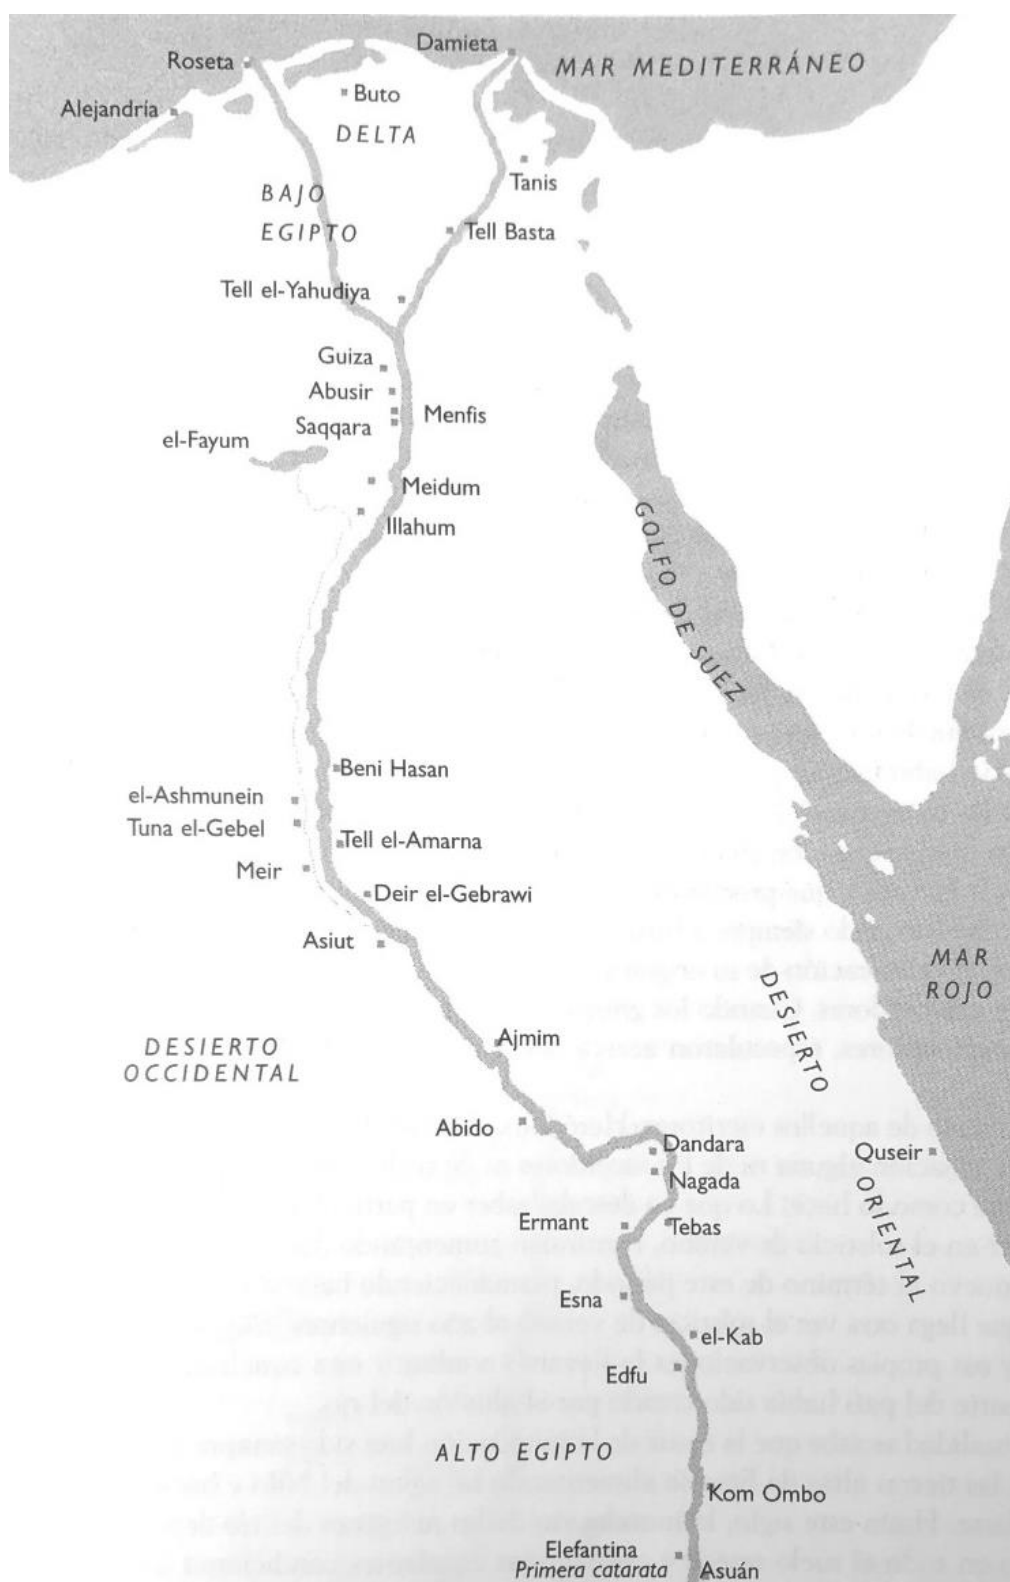 Damieta
Roseta
MAR MEDITERRÁNEO
Alejandría
Buto
DELTA
Tanis
BAJO
EGIPTO
Tell Basta
Tell el-Yahudiya
Guiza
Abusir
Menfis
Saqqara
el-Fayum
Meidum
Illahum
GOLFO DE SUEZ
Beni Hasan
el-Ashmunein
Tuna el-Gebel
Tell el-Amarna
Meir
Deir el-Gebrawi
Asiut
MAR
ROJO
DESIERTO
ORIENTAL
Ajmim
DESIERTO
OCCIDENTAL
Abido
Dandara
Quseir
Nagada
Ermant
Tebas
Esna
el-Kab
Edfu
ALTO EGIPTO
Kom Ombo
Elefantina
Primera catarata
Asuán